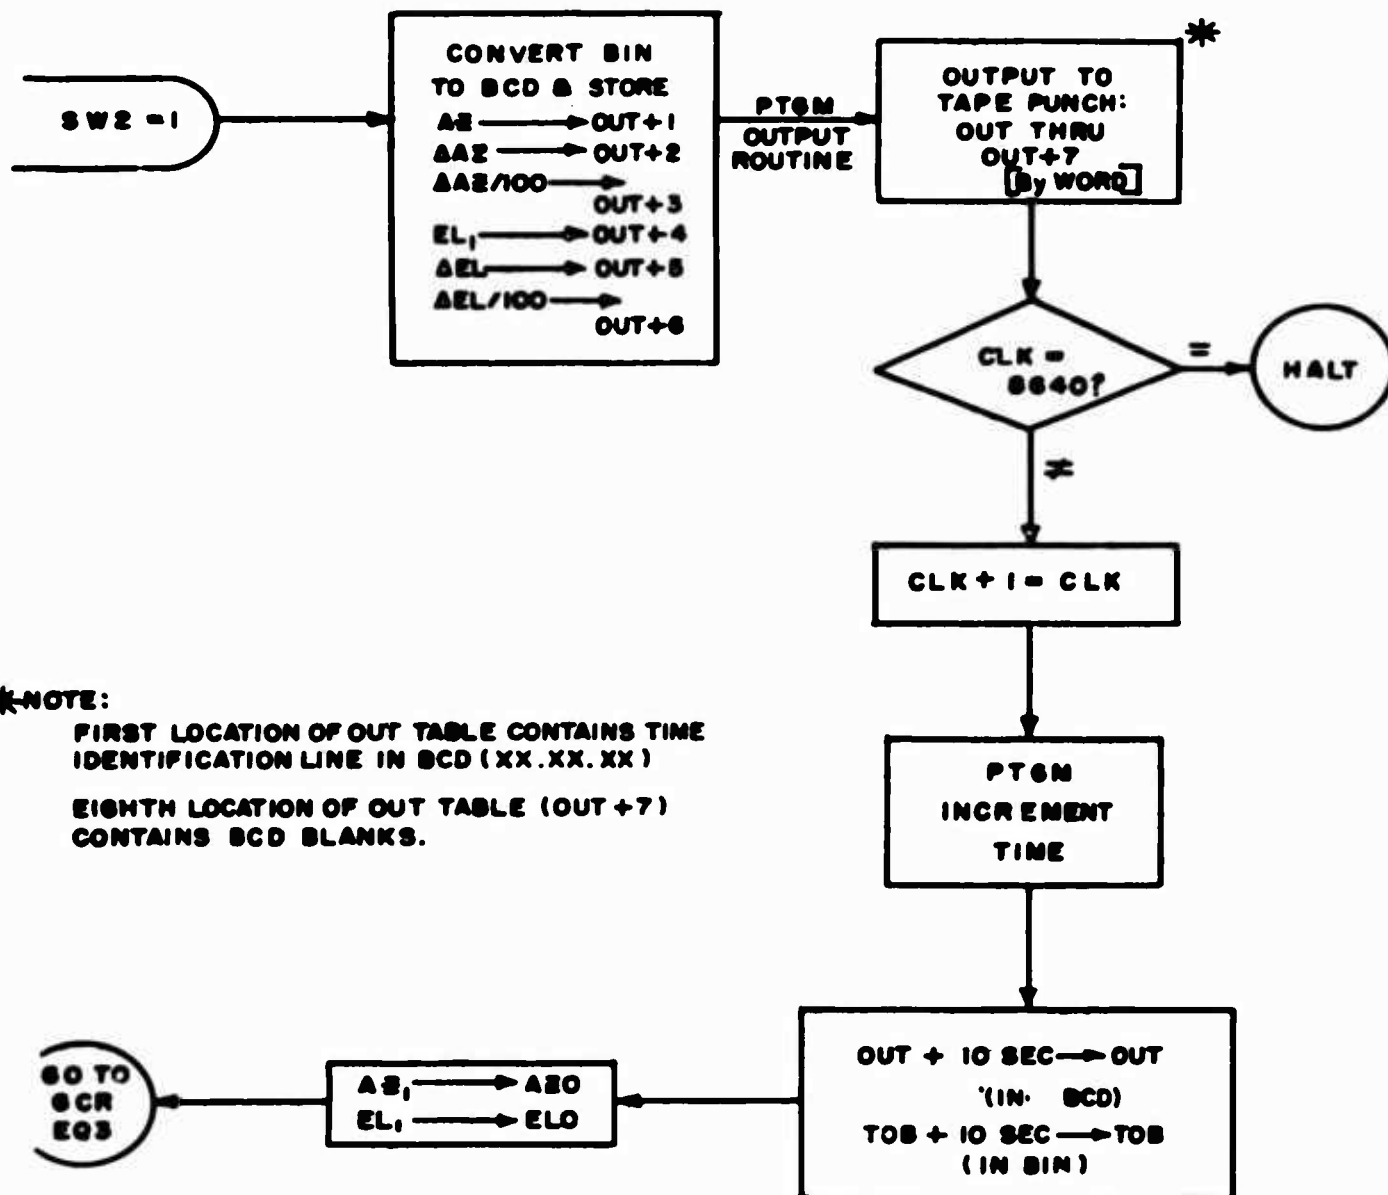 SW2 = 1
CONVERT BIN
TO BCD & STORE
AZ → OUT+1
ΔAZ → OUT+2
ΔAZ/100 →
OUT+3
EL₁ → OUT+4
ΔEL → OUT+5
ΔEL/100 →
OUT+6
PTGM
OUTPUT
ROUTINE
*
OUTPUT TO
TAPE PUNCH:
OUT THRU
OUT+7
[By WORD]
CLK =
8640?
=
HALT
≠
CLK + 1 = CLK
PTGM
INCREMENT
TIME
OUT + 10 SEC → OUT
(IN BCD)
TOB + 10 SEC → TOB
(IN BIN)
AZ₁ → AZ0
EL₁ → EL0
GO TO
GCR
EQ3
*NOTE:
FIRST LOCATION OF OUT TABLE CONTAINS TIME
IDENTIFICATION LINE IN BCD (XX.XX.XX)
EIGHTH LOCATION OF OUT TABLE (OUT +7)
CONTAINS BCD BLANKS.